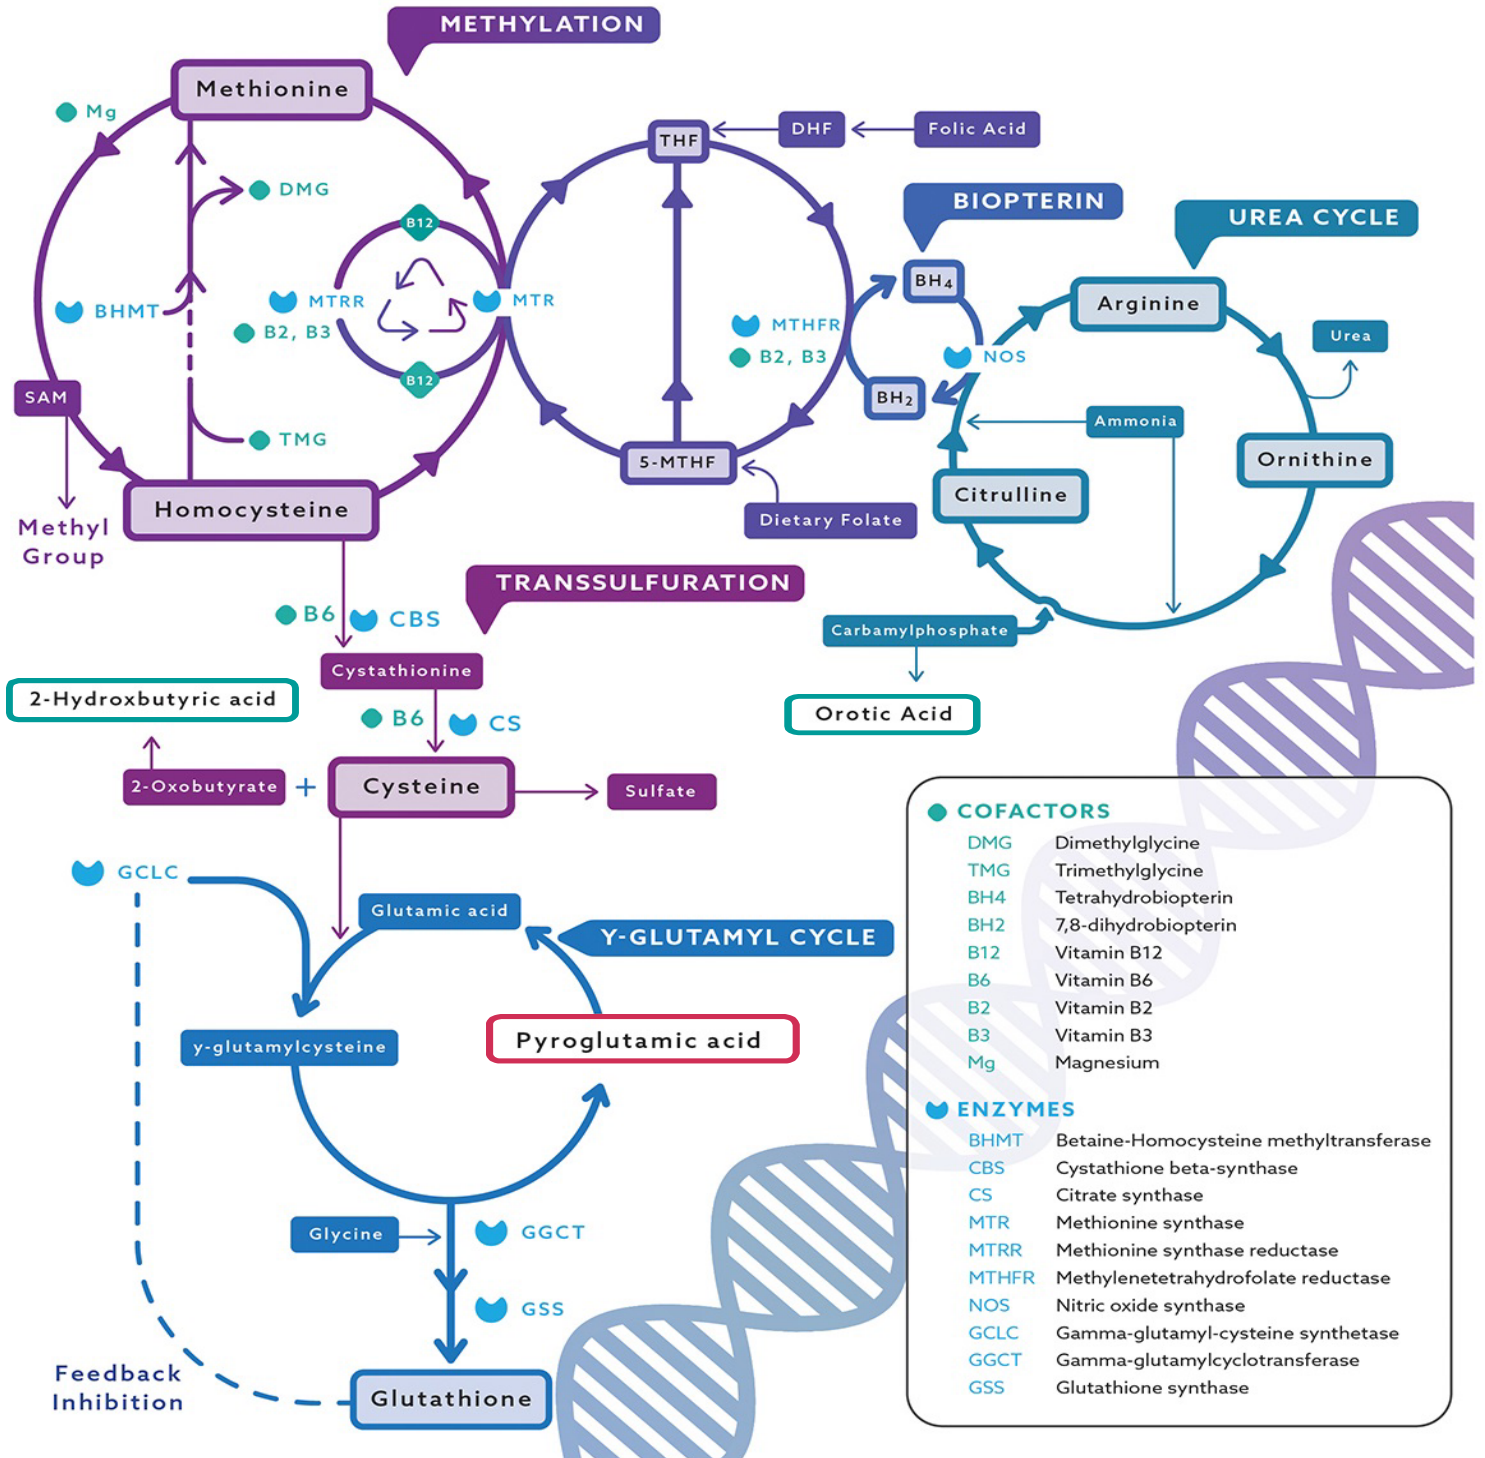 METHYLATION
Methionine
Mg
DMG
B12
MTRR
MTR
B2, B3
BHMT
B12
SAM
TMG
Homocysteine
Methyl
Group
THF
DHF
Folic Acid
MTHFR
B2, B3
5-MTHF
Dietary Folate
BIOPTERIN
BH4
NOS
BH2
UREA CYCLE
Arginine
Urea
Ammonia
Ornithine
Citrulline
Carbamylphosphate
Orotic Acid
TRANSSULFURATION
B6
CBS
Cystathionine
2-Hydroxbutyric acid
B6
CS
2-Oxobutyrate
+
Cysteine
Sulfate
GCLC
Glutamic acid
Y-GLUTAMYL CYCLE
y-glutamylcysteine
Pyroglutamic acid
Glycine
GGCT
GSS
Feedback
Inhibition
Glutathione
COFACTORS
DMG Dimethylglycine
TMG Trimethylglycine
BH4 Tetrahydrobiopterin
BH2 7,8-dihydrobiopterin
B12 Vitamin B12
B6 Vitamin B6
B2 Vitamin B2
B3 Vitamin B3
Mg Magnesium
ENZYMES
BHMT Betaine-Homocysteine methyltransferase
CBS Cystathione beta-synthase
CS Citrate synthase
MTR Methionine synthase
MTRR Methionine synthase reductase
MTHFR Methylenetetrahydrofolate reductase
NOS Nitric oxide synthase
GCLC Gamma-glutamyl-cysteine synthetase
GGCT Gamma-glutamylcyclotransferase
GSS Glutathione synthase